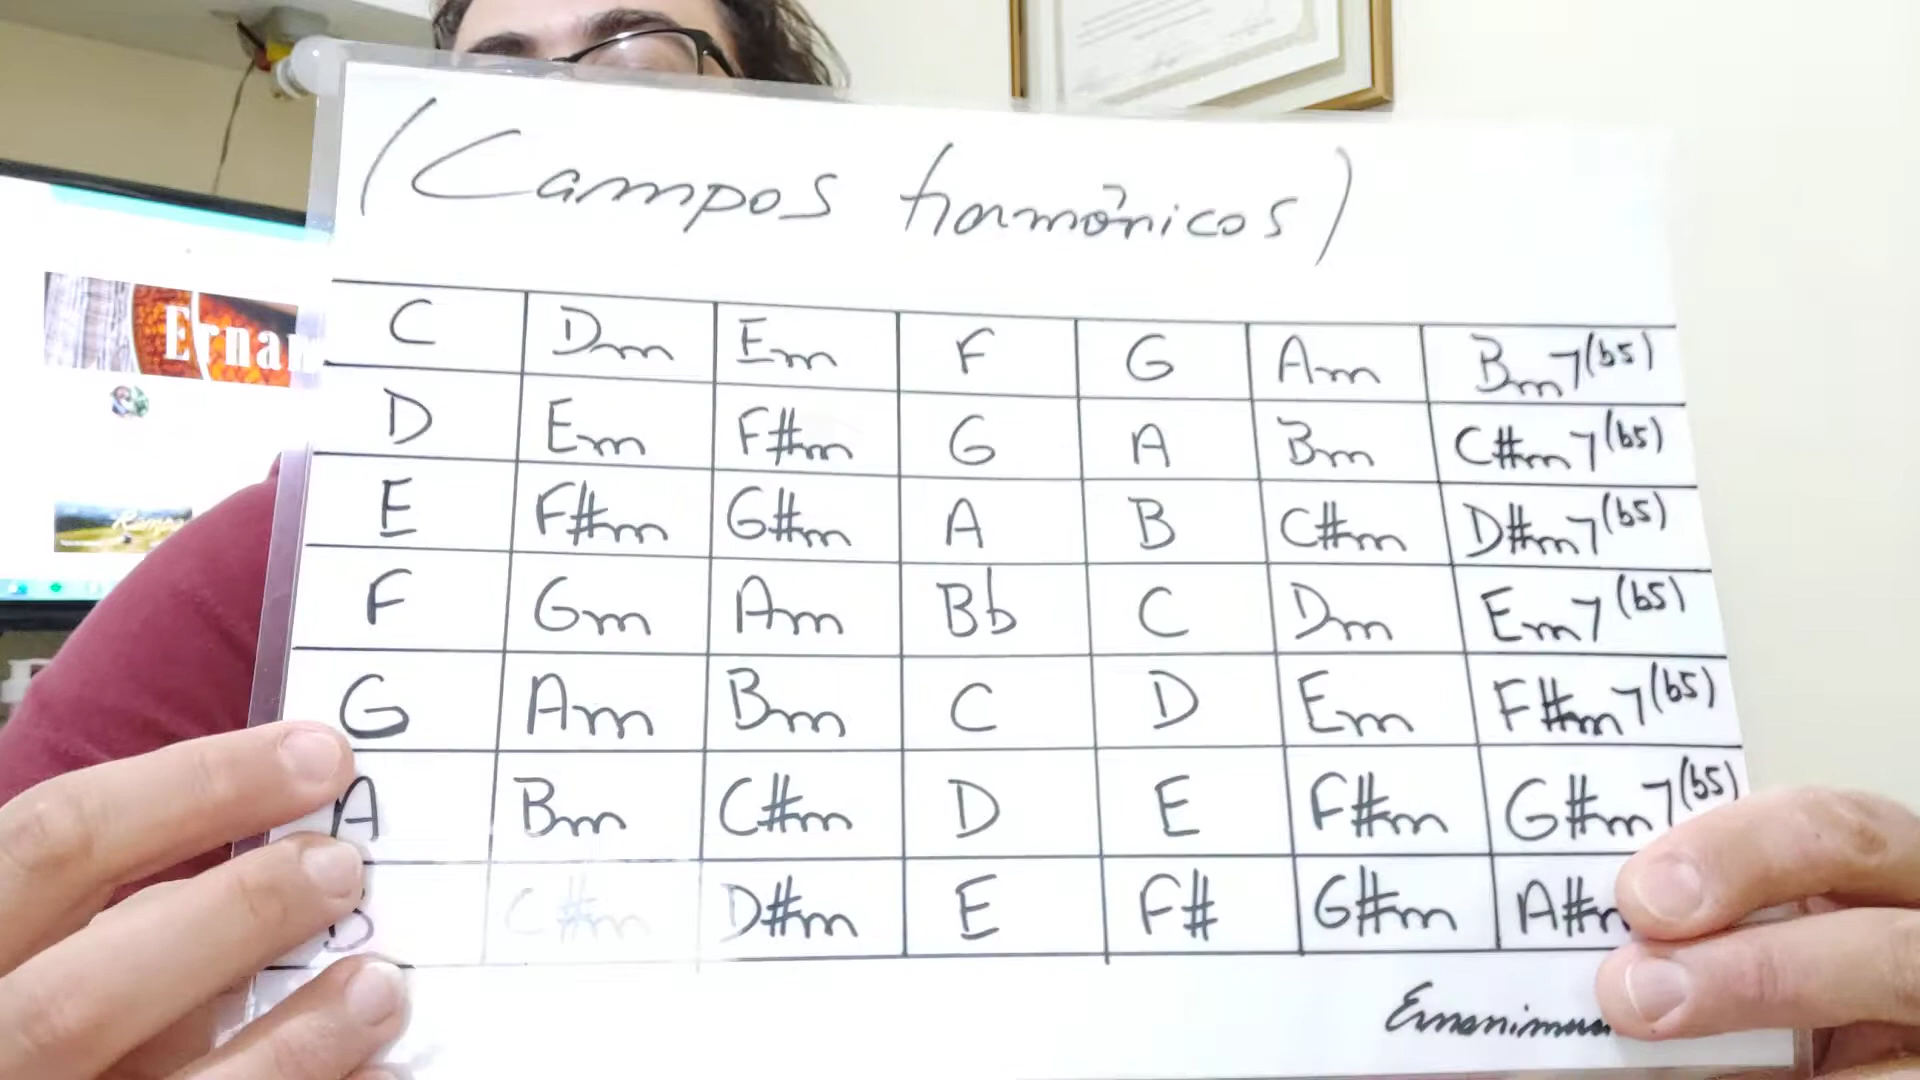 (Campos harmônicos)
C Dm Em F G Am Bm7(b5)
D Em F#m G A Bm C#m7(b5)
E F#m G#m A B C#m D#m7(b5)
F Gm Am Bb C Dm Em7(b5)
G Am Bm C D Em F#m7(b5)
A Bm C#m D E F#m G#m7(b5)
B C#m D#m E F# G#m A#m
Ernan